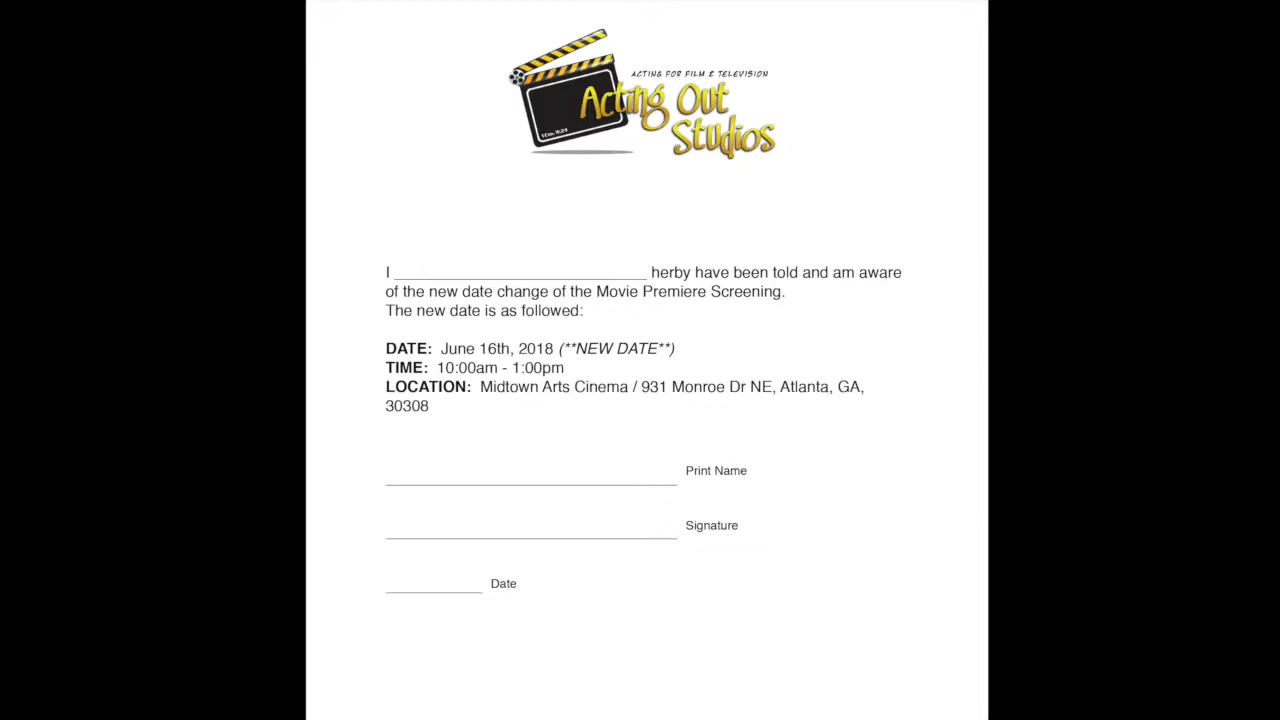 ACTING FOR FILM & TELEVISION
Acting Out
Studios
I ______________________________ herby have been told and am aware
of the new date change of the Movie Premiere Screening.
The new date is as followed:
DATE: June 16th, 2018 (**NEW DATE**)
TIME: 10:00am - 1:00pm
LOCATION: Midtown Arts Cinema / 931 Monroe Dr NE, Atlanta, GA,
30308
Print Name
Signature
Date